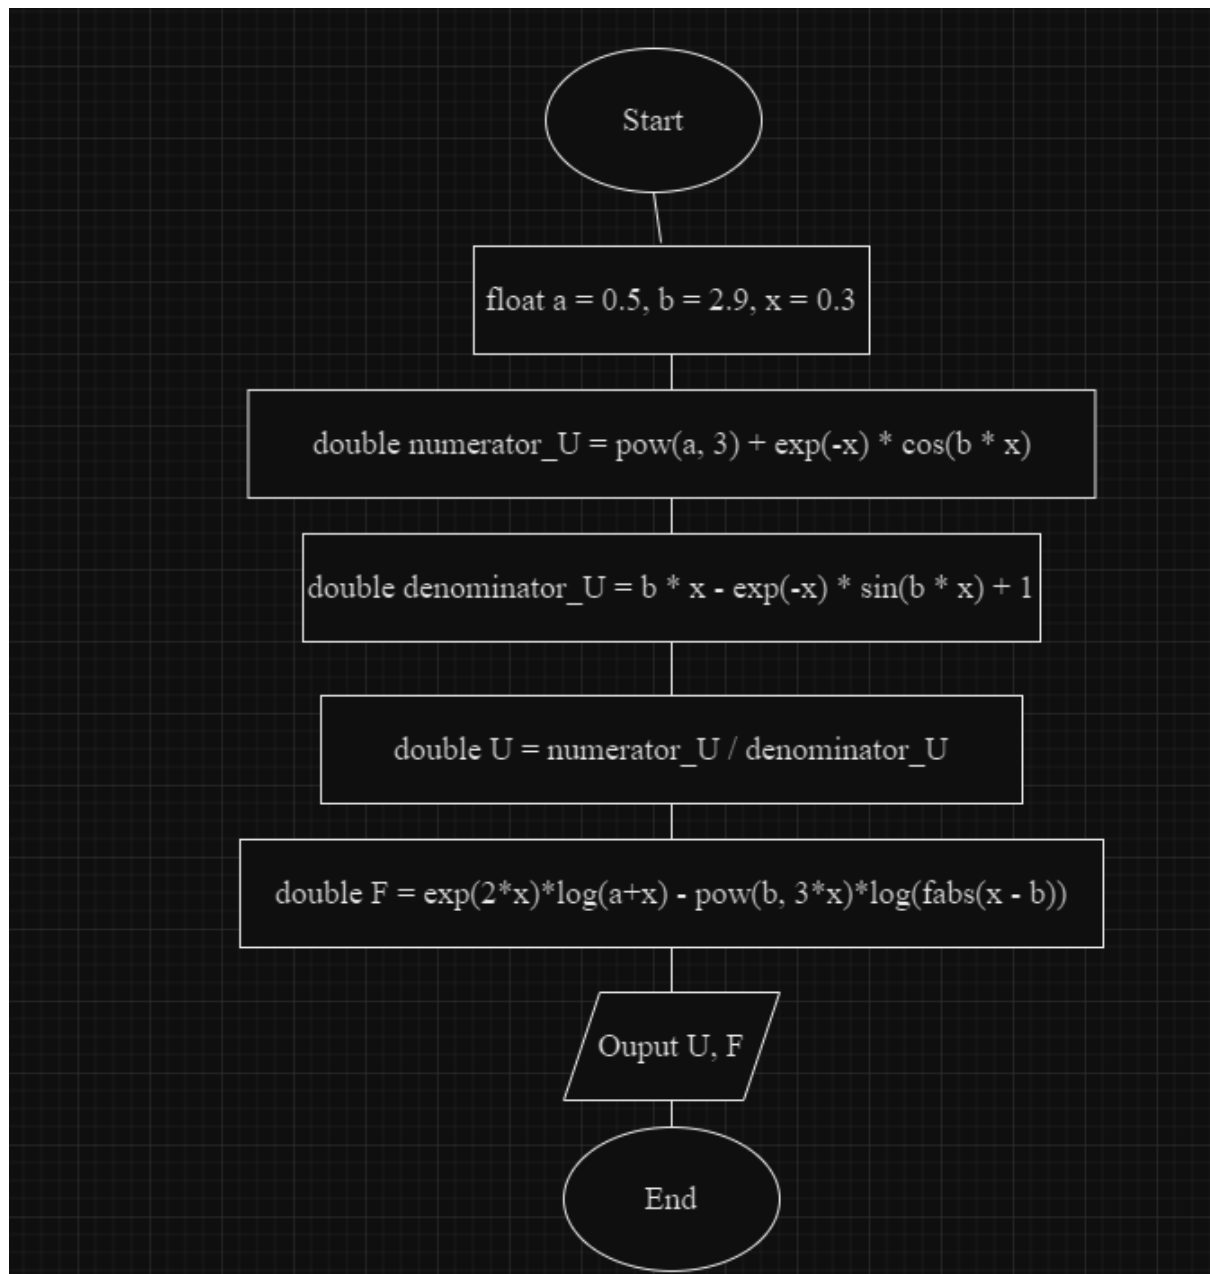 Start
float a = 0.5, b = 2.9, x = 0.3
double numerator_U = pow(a, 3) + exp(-x) * cos(b * x)
double denominator_U = b * x - exp(-x) * sin(b * x) + 1
double U = numerator_U / denominator_U
double F = exp(2*x)*log(a+x) - pow(b, 3*x)*log(fabs(x - b))
Ouput U, F
End